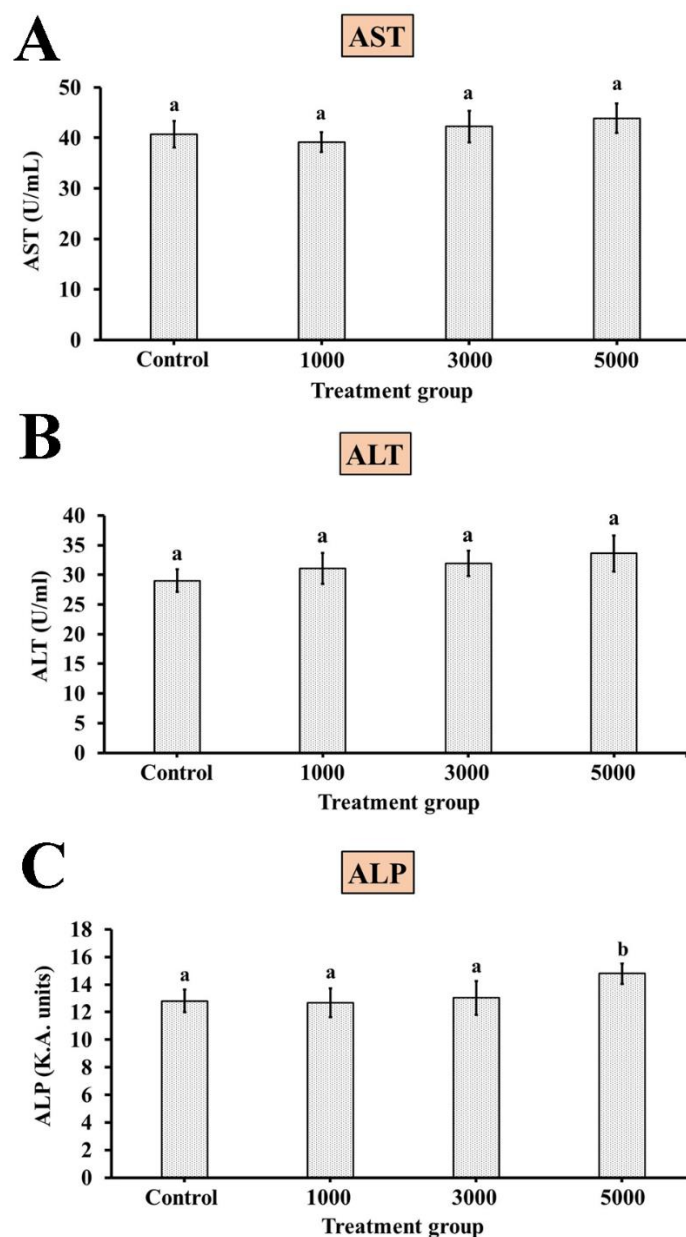 A
AST
AST (U/mL)
50
40
30
20
10
0
a
a
a
a
Control
1000
3000
5000
Treatment group
B
ALT
ALT (U/ml)
40
35
30
25
20
15
10
5
0
a
a
a
a
Control
1000
3000
5000
Treatment group
C
ALP
ALP (K.A. units)
18
16
14
12
10
8
6
4
2
0
a
a
a
b
Control
1000
3000
5000
Treatment group